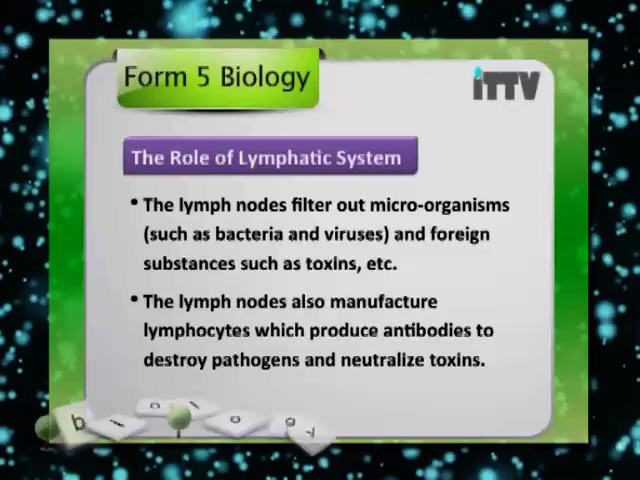 Form 5 Biology
iTTV
The Role of Lymphatic System
• The lymph nodes filter out micro-organisms
(such as bacteria and viruses) and foreign
substances such as toxins, etc.
• The lymph nodes also manufacture
lymphocytes which produce antibodies to
destroy pathogens and neutralize toxins.
b i o l o g y